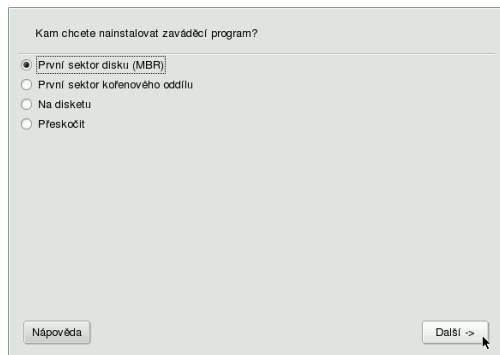 Kam chcete nainstalovat zaváděcí program?
První sektor disku (MBR)
První sektor kořenového oddílu
Na disketu
Přeskočit
Nápověda
Další ->